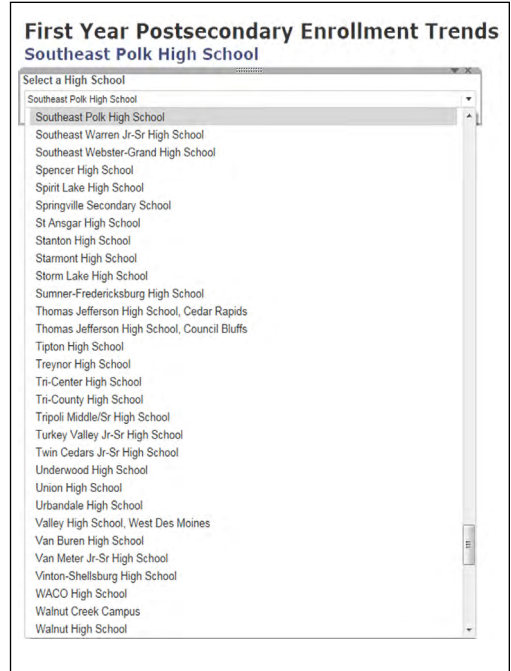 First Year Postsecondary Enrollment Trends
Southeast Polk High School
Select a High School
Southeast Polk High School
Southeast Polk High School
Southeast Warren Jr-Sr High School
Southeast Webster-Grand High School
Spencer High School
Spirit Lake High School
Springville Secondary School
St Ansgar High School
Stanton High School
Starmont High School
Storm Lake High School
Sumner-Fredericksburg High School
Thomas Jefferson High School, Cedar Rapids
Thomas Jefferson High School, Council Bluffs
Tipton High School
Treynor High School
Tri-Center High School
Tri-County High School
Tripoli Middle/Sr High School
Turkey Valley Jr-Sr High School
Twin Cedars Jr-Sr High School
Underwood High School
Union High School
Urbandale High School
Valley High School, West Des Moines
Van Buren High School
Van Meter Jr-Sr High School
Vinton-Shellsburg High School
WACO High School
Walnut Creek Campus
Walnut High School